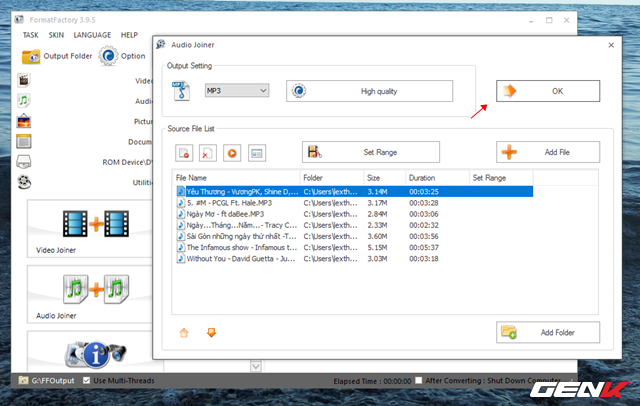 FormatFactory 3.9.5
TASK SKIN LANGUAGE HELP
Output Folder Option
Video
Audio
Picture
Document
ROM Device\DV
Utilities
Video Joiner
Audio Joiner
G:\FFOutput Use Multi-Threads Elapsed Time : 00:00:00 After Converting : Shut Down Computer
Audio Joiner
Output Setting
MP3 High quality OK
Source File List
Set Range Add File
File Name Folder Size Duration Set Range
Yêu Thương - VươngPK, Shine D,... C:\Users\lexth... 3.14M 00:03:25
5. #M - PCGL Ft. Hale.MP3 C:\Users\lexth... 3.17M 00:03:28
Ngày Mơ - ft daBee.MP3 C:\Users\lexth... 2.84M 00:03:06
Ngày...Tháng...Năm... - Tracy C... C:\Users\lexth... 2.33M 00:02:32
Sài Gòn những ngày thứ nhất -T... C:\Users\lexth... 3.60M 00:03:56
The Infamous show - Infamous t... C:\Users\lexth... 5.15M 00:05:37
Without You - David Guetta - Ju... C:\Users\lexth... 3.03M 00:03:18
Add Folder
GENK